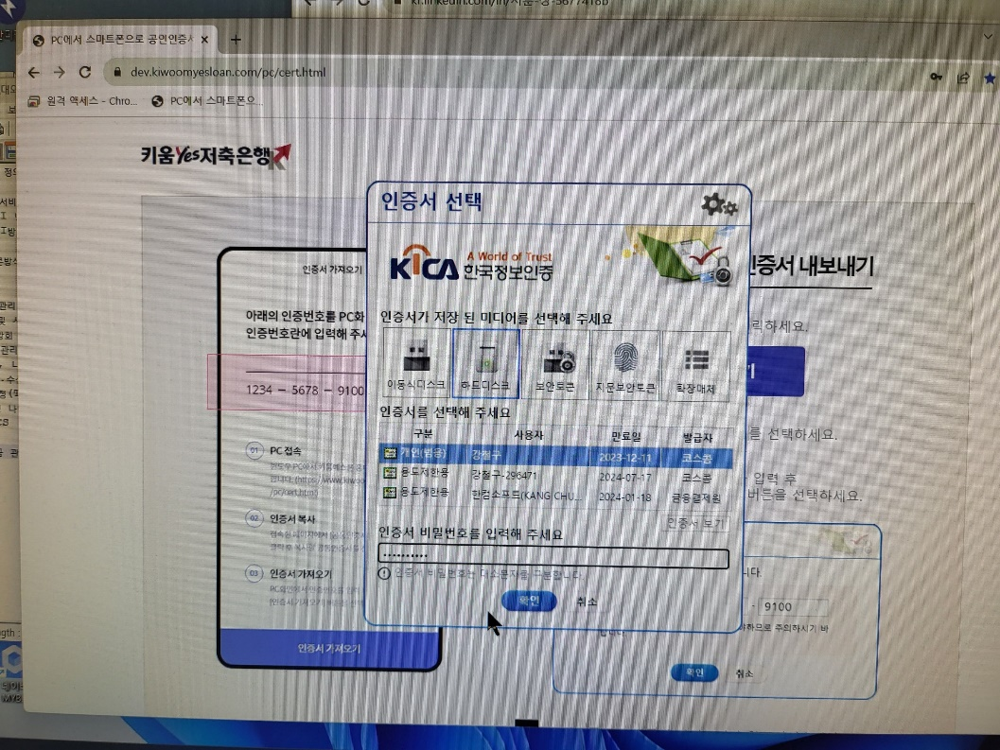 PC에서 스마트폰으로 공인인증서
dev.kiwoomyesloan.com/pc/cert.html
원격 액세스 - Chro...
PC에서 스마트폰으...
키움Yes저축은행
인증서 선택
KICA
A World of Trust
한국정보인증
인증서가 저장 된 미디어를 선택해 주세요
이동식디스크
하드디스크
보안토큰
지문보안토큰
확장매체
인증서를 선택해 주세요
구분 사용자 만료일 발급자
개인(범용) 강철구 2023-12-11 코스콤
용도제한용 강철구-296471 2024-07-17 코스콤
용도제한용 한컴소프트(KANG CHU... 2024-01-18 금융결제원
인증서 보기
인증서 비밀번호를 입력해 주세요
인증서 비밀번호는 대소문자를 구분합니다.
확인 취소
인증서 가져오기
아래의 인증번호를 PC화
인증번호란에 입력해 주
1234 − 5678 − 9100
01 PC 접속
/pc/cert.html)
02 인증서 복사
03 인증서 가져오기
인증서 가져오기
인증서 내보내기
릭하세요.
기
를 선택하세요.
입력 후
버튼을 선택하세요.
니다.
- 9100
하므로 주의하시기 바
확인 취소